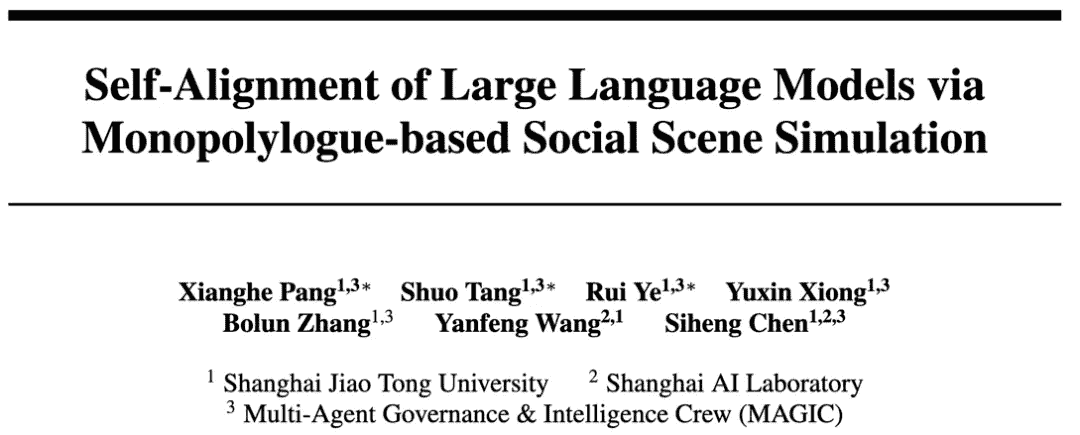 Self-Alignment of Large Language Models via
Monopolylogue-based Social Scene Simulation
Xianghe Pang1,3∗ Shuo Tang1,3∗ Rui Ye1,3∗ Yuxin Xiong1,3
Bolun Zhang1,3 Yanfeng Wang2,1 Siheng Chen1,2,3
1 Shanghai Jiao Tong University 2 Shanghai AI Laboratory
3 Multi-Agent Governance & Intelligence Crew (MAGIC)